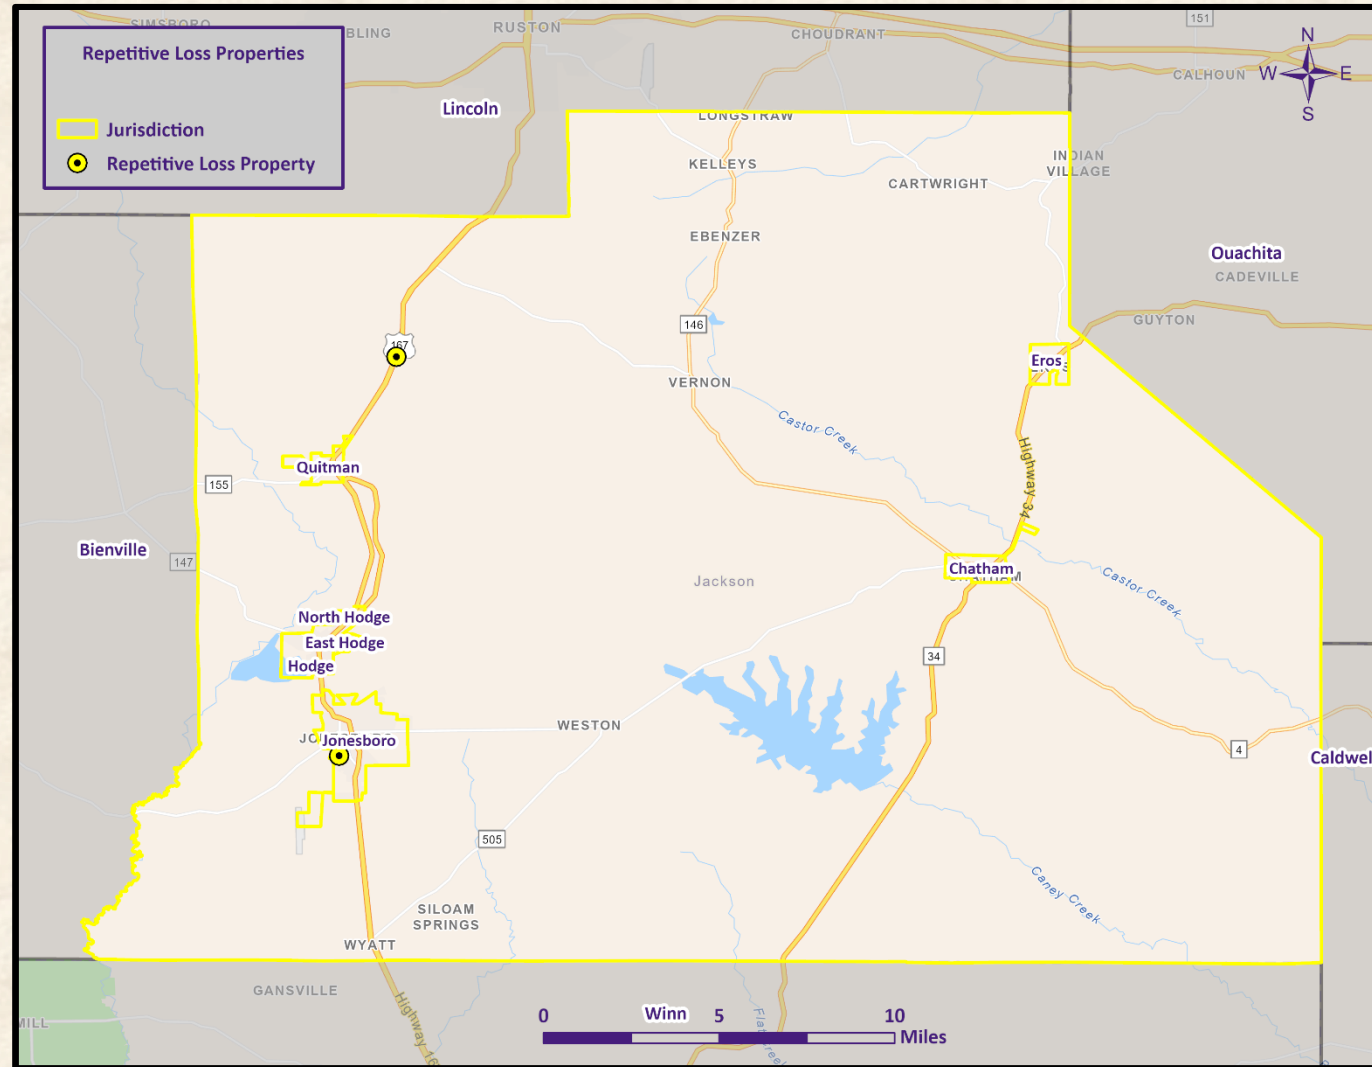 SIMSBORO
BLING
RUSTON
CHOUDRANT
151
CALHOUN
N
W
E
S
Repetitive Loss Properties
Jurisdiction
Repetitive Loss Property
Lincoln
LONGSTRAW
KELLEYS
CARTWRIGHT
INDIAN
VILLAGE
EBENZER
Ouachita
CADEVILLE
GUYTON
146
167
Eros
VERNON
Castor Creek
Highway 34
Quitman
155
Bienville
147
Jackson
Chatham
Castor Creek
North Hodge
East Hodge
Hodge
34
WESTON
Jonesboro
4
Caldwel
505
Caney Creek
SILOAM
SPRINGS
WYATT
GANSVILLE
Highway 16
MILL
Winn
0
5
10
Miles